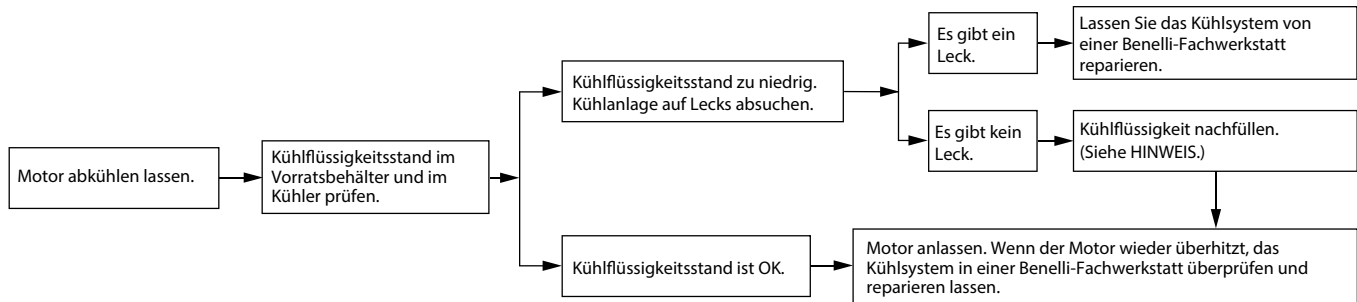 Motor abkühlen lassen.
Kühlflüssigkeitsstand im
Vorratsbehälter und im
Kühler prüfen.
Kühlflüssigkeitsstand zu niedrig.
Kühlanlage auf Lecks absuchen.
Es gibt ein
Leck.
Lassen Sie das Kühlsystem von
einer Benelli-Fachwerkstatt
reparieren.
Es gibt kein
Leck.
Kühlflüssigkeit nachfüllen.
(Siehe HINWEIS.)
Kühlflüssigkeitsstand ist OK.
Motor anlassen. Wenn der Motor wieder überhitzt, das
Kühlsystem in einer Benelli-Fachwerkstatt überprüfen und
reparieren lassen.